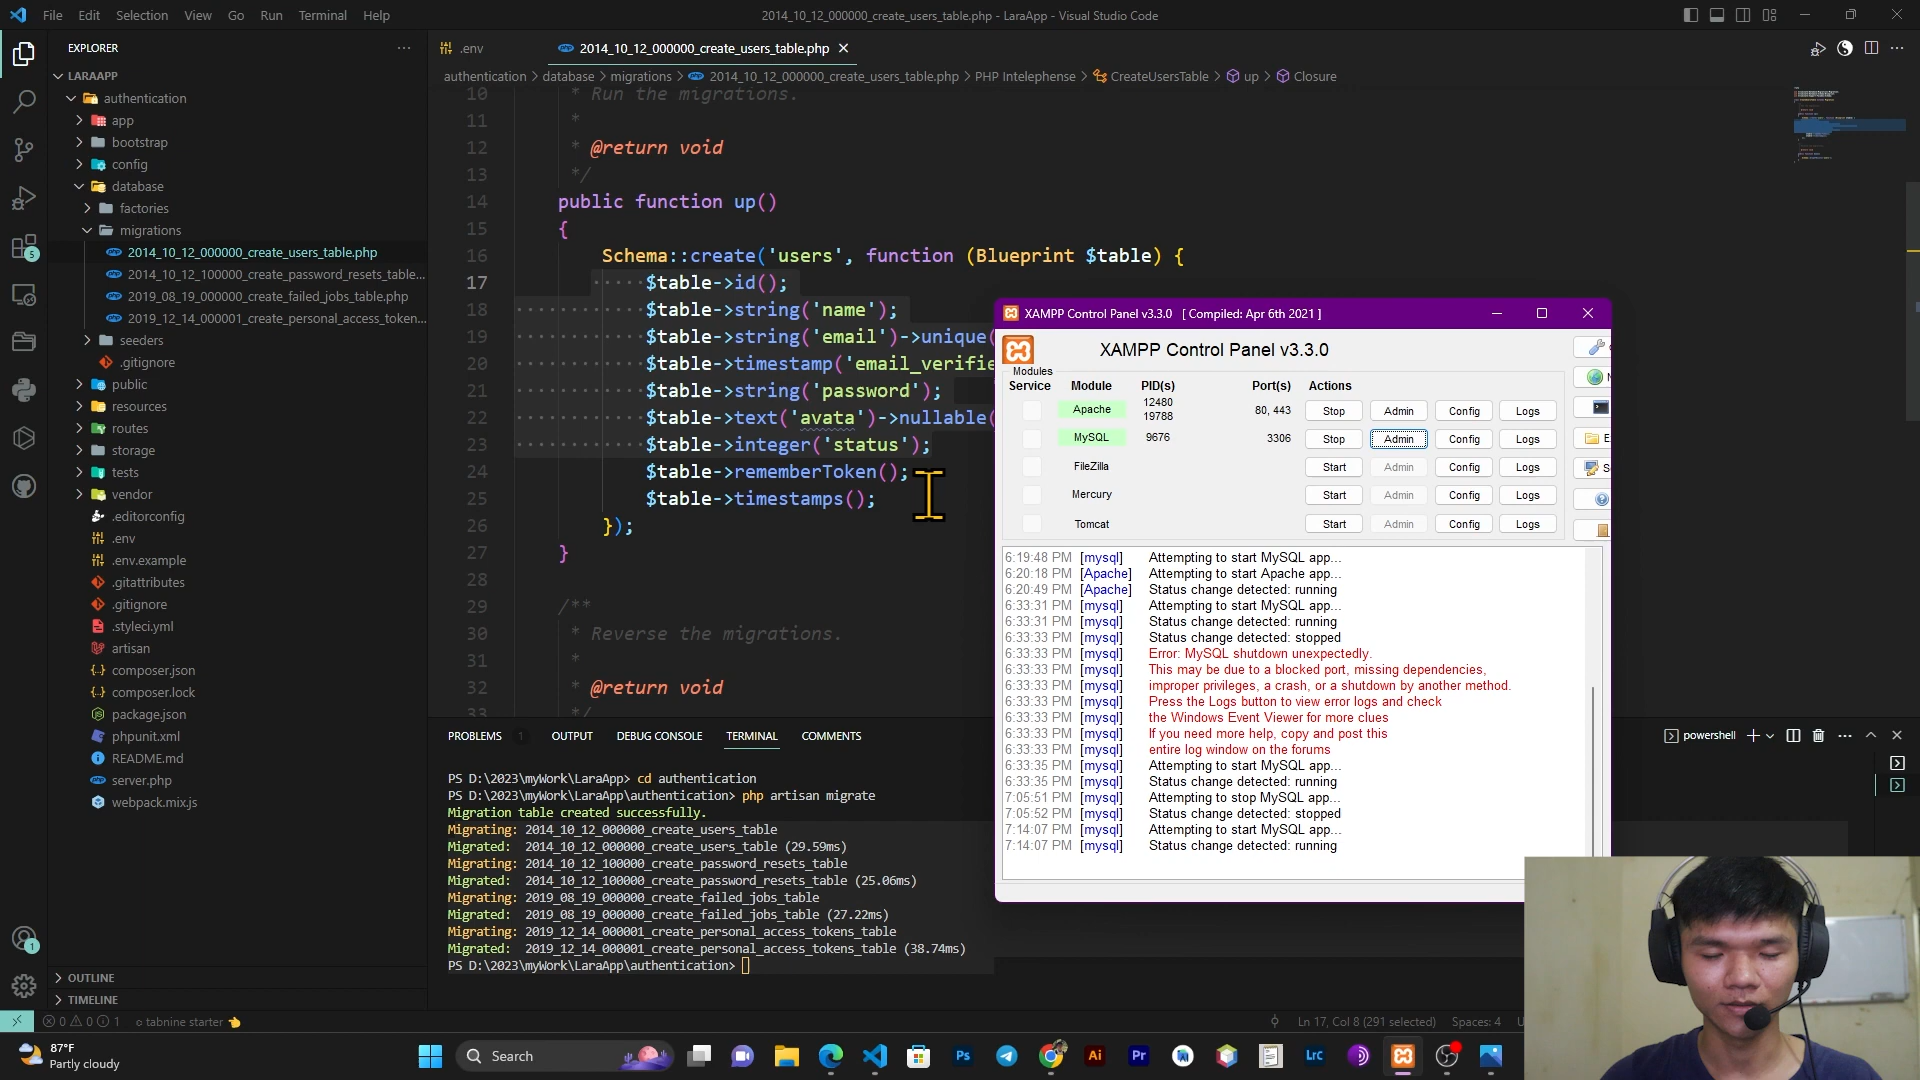 File Edit Selection View Go Run Terminal Help
2014_10_12_000000_create_users_table.php - LaraApp - Visual Studio Code
EXPLORER
LARAAPP
authentication
app
bootstrap
config
database
factories
migrations
2014_10_12_000000_create_users_table.php
2014_10_12_100000_create_password_resets_table...
2019_08_19_000000_create_failed_jobs_table.php
2019_12_14_000001_create_personal_access_token...
seeders
.gitignore
public
resources
routes
storage
tests
vendor
.editorconfig
.env
.env.example
.gitattributes
.gitignore
.styleci.yml
artisan
composer.json
composer.lock
package.json
phpunit.xml
README.md
server.php
webpack.mix.js
OUTLINE
TIMELINE
5
1
.env
2014_10_12_000000_create_users_table.php
authentication > database > migrations > 2014_10_12_000000_create_users_table.php > PHP Intelephense > CreateUsersTable > up > Closure
10 * Run the migrations.
11 *
12 * @return void
13 */
14 public function up()
15 {
16 Schema::create('users', function (Blueprint $table) {
17 $table->id();
18 $table->string('name');
19 $table->string('email')->unique(
20 $table->timestamp('email_verifie
21 $table->string('password');
22 $table->text('avata')->nullable(
23 $table->integer('status');
24 $table->rememberToken();
25 $table->timestamps();
26 });
27 }
28
29 /**
30 * Reverse the migrations.
31 *
32 * @return void
33 */
XAMPP Control Panel v3.3.0 [ Compiled: Apr 6th 2021 ]
XAMPP Control Panel v3.3.0
Modules
Service Module PID(s) Port(s) Actions
Apache 12480 19788 80, 443 Stop Admin Config Logs
MySQL 9676 3306 Stop Admin Config Logs
FileZilla Start Admin Config Logs
Mercury Start Admin Config Logs
Tomcat Start Admin Config Logs
6:19:48 PM [mysql] Attempting to start MySQL app...
6:20:18 PM [Apache] Attempting to start Apache app...
6:20:49 PM [Apache] Status change detected: running
6:33:31 PM [mysql] Attempting to start MySQL app...
6:33:31 PM [mysql] Status change detected: running
6:33:33 PM [mysql] Status change detected: stopped
6:33:33 PM [mysql] Error: MySQL shutdown unexpectedly.
6:33:33 PM [mysql] This may be due to a blocked port, missing dependencies,
6:33:33 PM [mysql] improper privileges, a crash, or a shutdown by another method.
6:33:33 PM [mysql] Press the Logs button to view error logs and check
6:33:33 PM [mysql] the Windows Event Viewer for more clues
6:33:33 PM [mysql] If you need more help, copy and post this
6:33:33 PM [mysql] entire log window on the forums
6:33:35 PM [mysql] Attempting to start MySQL app...
6:33:35 PM [mysql] Status change detected: running
7:05:51 PM [mysql] Attempting to stop MySQL app...
7:05:52 PM [mysql] Status change detected: stopped
7:14:07 PM [mysql] Attempting to start MySQL app...
7:14:07 PM [mysql] Status change detected: running
PROBLEMS 1 OUTPUT DEBUG CONSOLE TERMINAL COMMENTS
powershell
PS D:\2023\myWork\LaraApp> cd authentication
PS D:\2023\myWork\LaraApp\authentication> php artisan migrate
Migration table created successfully.
Migrating: 2014_10_12_000000_create_users_table
Migrated: 2014_10_12_000000_create_users_table (29.59ms)
Migrating: 2014_10_12_100000_create_password_resets_table
Migrated: 2014_10_12_100000_create_password_resets_table (25.06ms)
Migrating: 2019_08_19_000000_create_failed_jobs_table
Migrated: 2019_08_19_000000_create_failed_jobs_table (27.22ms)
Migrating: 2019_12_14_000001_create_personal_access_tokens_table
Migrated: 2019_12_14_000001_create_personal_access_tokens_table (38.74ms)
PS D:\2023\myWork\LaraApp\authentication>
0 0 1 tabnine starter
Ln 17, Col 8 (291 selected) Spaces: 4 U
87°F
Partly cloudy
Search
Ps
Ai
Pr
Lrc